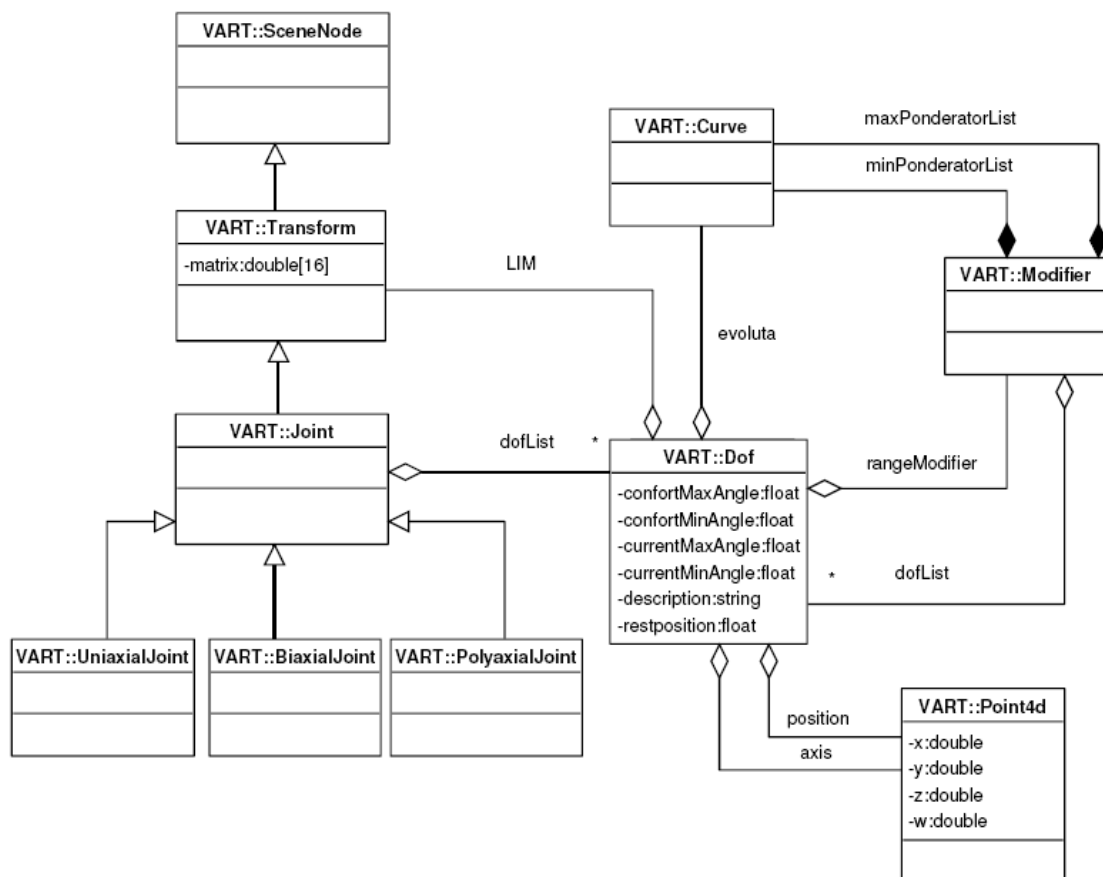 VART::SceneNode
VART::Transform
-matrix:double[16]
LIM
VART::Curve
maxPonderatorList
minPonderatorList
VART::Modifier
evoluta
VART::Joint
dofList
*
VART::Dof
-confortMaxAngle:float
-confortMinAngle:float
-currentMaxAngle:float
-currentMinAngle:float
-description:string
-restposition:float
rangeModifier
*
dofList
VART::UniaxialJoint
VART::BiaxialJoint
VART::PolyaxialJoint
position
axis
VART::Point4d
-x:double
-y:double
-z:double
-w:double